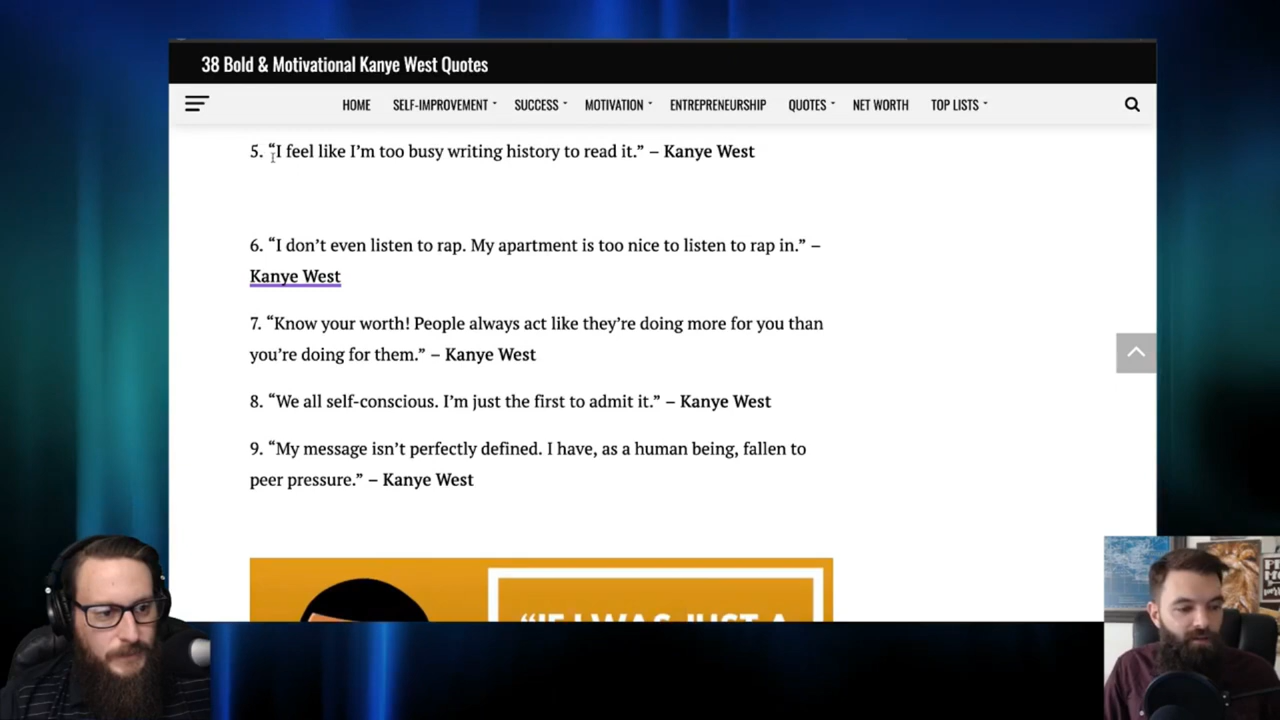 38 Bold & Motivational Kanye West Quotes
HOME SELF-IMPROVEMENT SUCCESS MOTIVATION ENTREPRENEURSHIP QUOTES NET WORTH TOP LISTS
5. “I feel like I’m too busy writing history to read it.” – Kanye West
6. “I don’t even listen to rap. My apartment is too nice to listen to rap in.” –
Kanye West
7. “Know your worth! People always act like they’re doing more for you than
you’re doing for them.” – Kanye West
8. “We all self-conscious. I’m just the first to admit it.” – Kanye West
9. “My message isn’t perfectly defined. I have, as a human being, fallen to
peer pressure.” – Kanye West
“IF I WAS JUST A